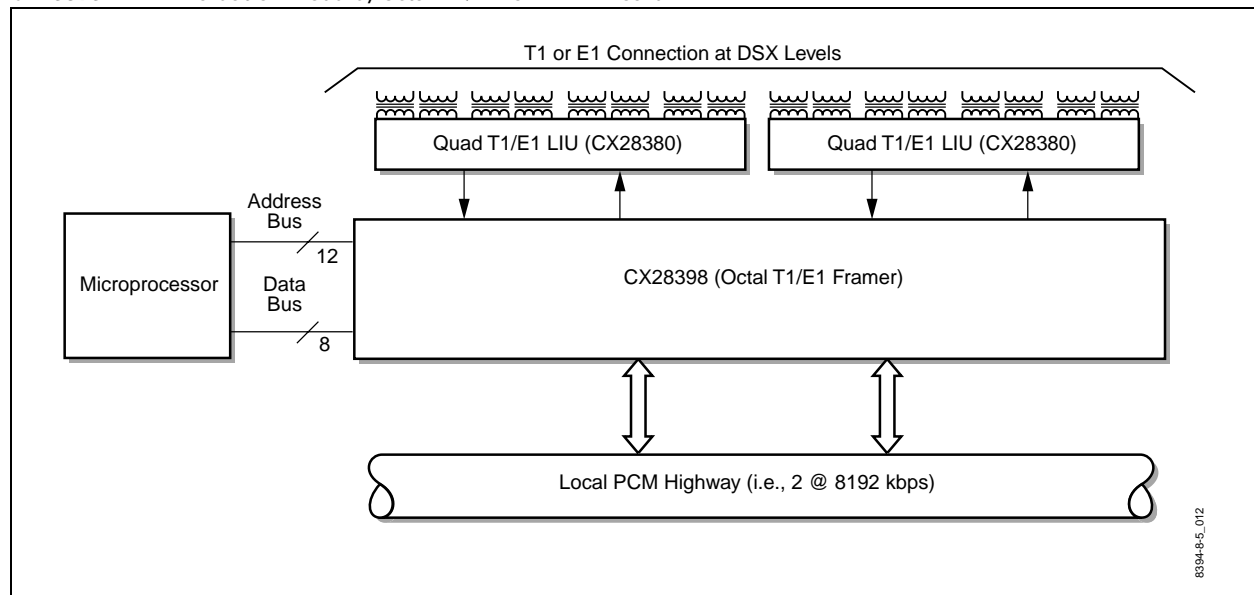 T1 or E1 Connection at DSX Levels
Quad T1/E1 LIU (CX28380)
Quad T1/E1 LIU (CX28380)
Address
Bus
12
Microprocessor
CX28398 (Octal T1/E1 Framer)
Data
Bus
8
Local PCM Highway (i.e., 2 @ 8192 kbps)
8394-8-5_012